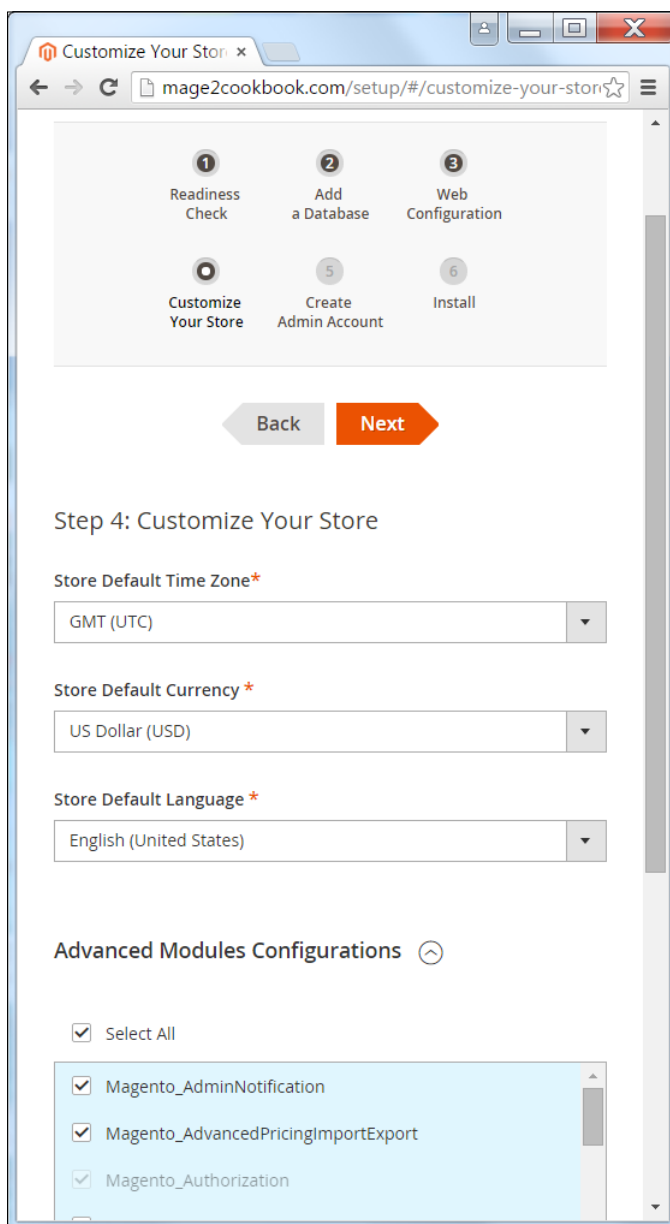 Customize Your Stor
mage2cookbook.com/setup/#/customize-your-stor
1
2
3
Readiness
Check
Add
a Database
Web
Configuration
5
6
Customize
Your Store
Create
Admin Account
Install
Back
Next
Step 4: Customize Your Store
Store Default Time Zone*
GMT (UTC)
Store Default Currency *
US Dollar (USD)
Store Default Language *
English (United States)
Advanced Modules Configurations
Select All
Magento_AdminNotification
Magento_AdvancedPricingImportExport
Magento_Authorization